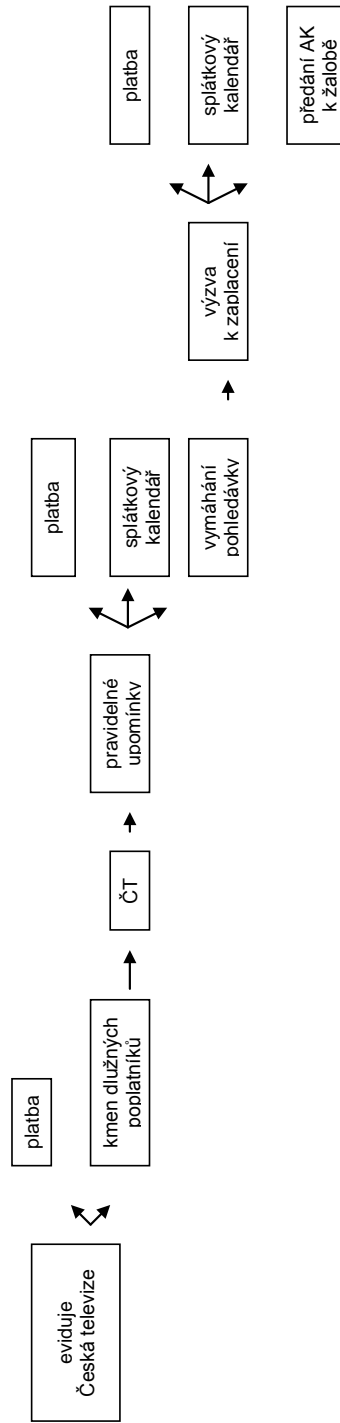 eviduje
Česká televize
platba
kmen dlužných
poplatníků
ČT
pravidelné
upomínky
platba
splátkový
kalendář
vymáhání
pohledávky
výzva
k zaplacení
platba
splátkový
kalendář
předání AK
k žalobě